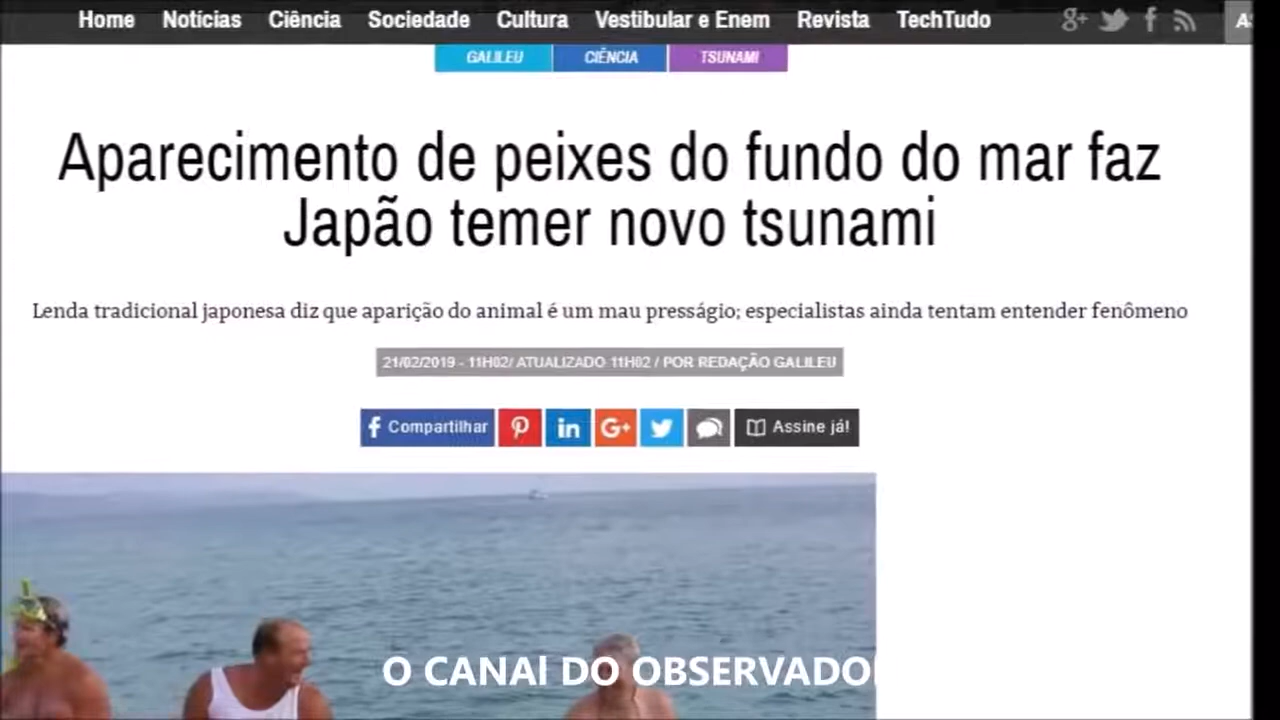 Home Notícias Ciência Sociedade Cultura Vestibular e Enem Revista TechTudo
GALILEU CIÊNCIA TSUNAMI
Aparecimento de peixes do fundo do mar faz
Japão temer novo tsunami
Lenda tradicional japonesa diz que aparição do animal é um mau presságio; especialistas ainda tentam entender fenômeno
21/02/2019 - 11H02/ ATUALIZADO 11H02 / POR REDAÇÃO GALILEU
Compartilhar Assine já!
O CANAl DO OBSERVADO